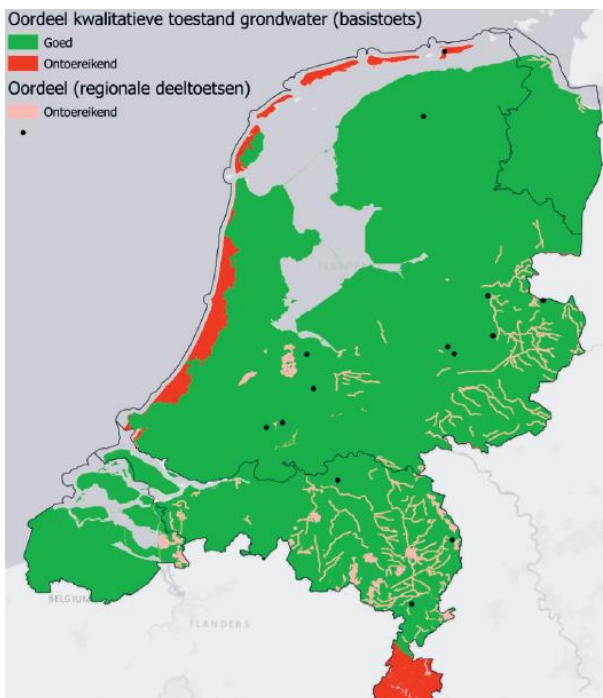 Oordeel kwalitatieve toestand grondwater (basistoets)
Goed
Ontoereikend
Oordeel (regionale deeltoetsen)
Ontoereikend
BELGIUM
FLANDERS